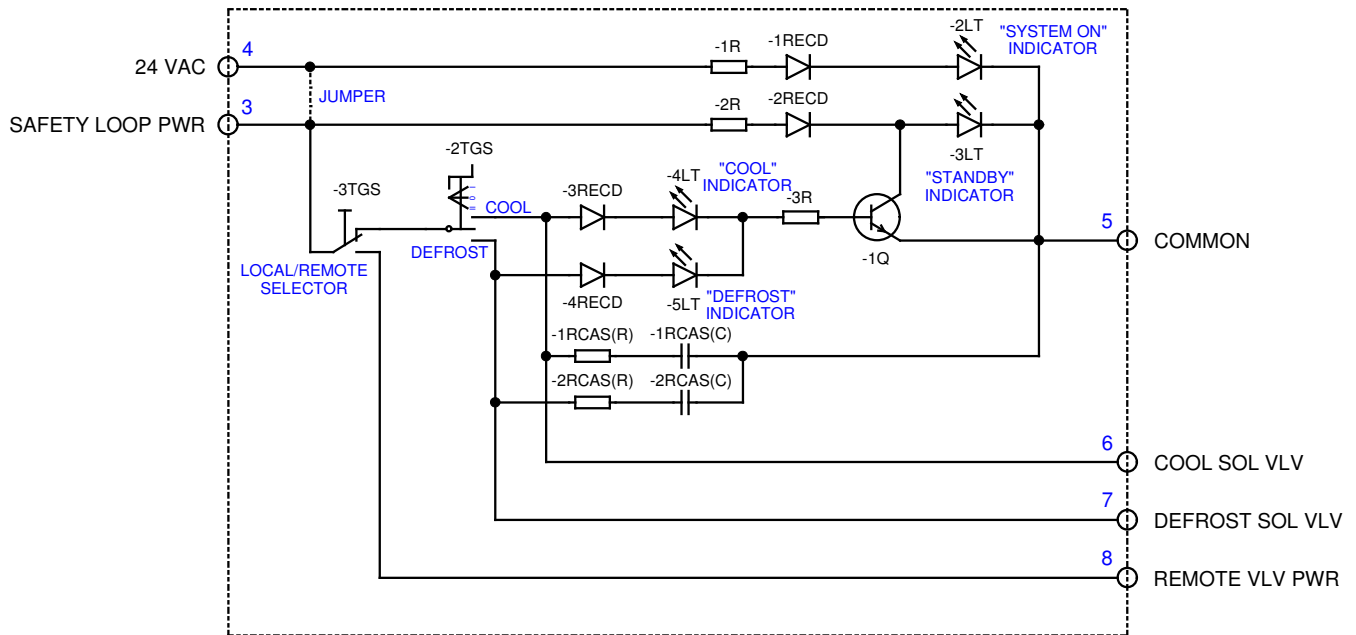 -2LT
"SYSTEM ON"
INDICATOR
-1R
-1RECD
4
24 VAC
JUMPER
3
-2R
-2RECD
SAFETY LOOP PWR
-3LT
"STANDBY"
INDICATOR
-2TGS
-3TGS
COOL
DEFROST
LOCAL/REMOTE
SELECTOR
-3RECD
-4LT
"COOL"
INDICATOR
-3R
-1Q
5
COMMON
-4RECD
-5LT
"DEFROST"
INDICATOR
-1RCAS(R)
-1RCAS(C)
-2RCAS(R)
-2RCAS(C)
6
COOL SOL VLV
7
DEFROST SOL VLV
8
REMOTE VLV PWR